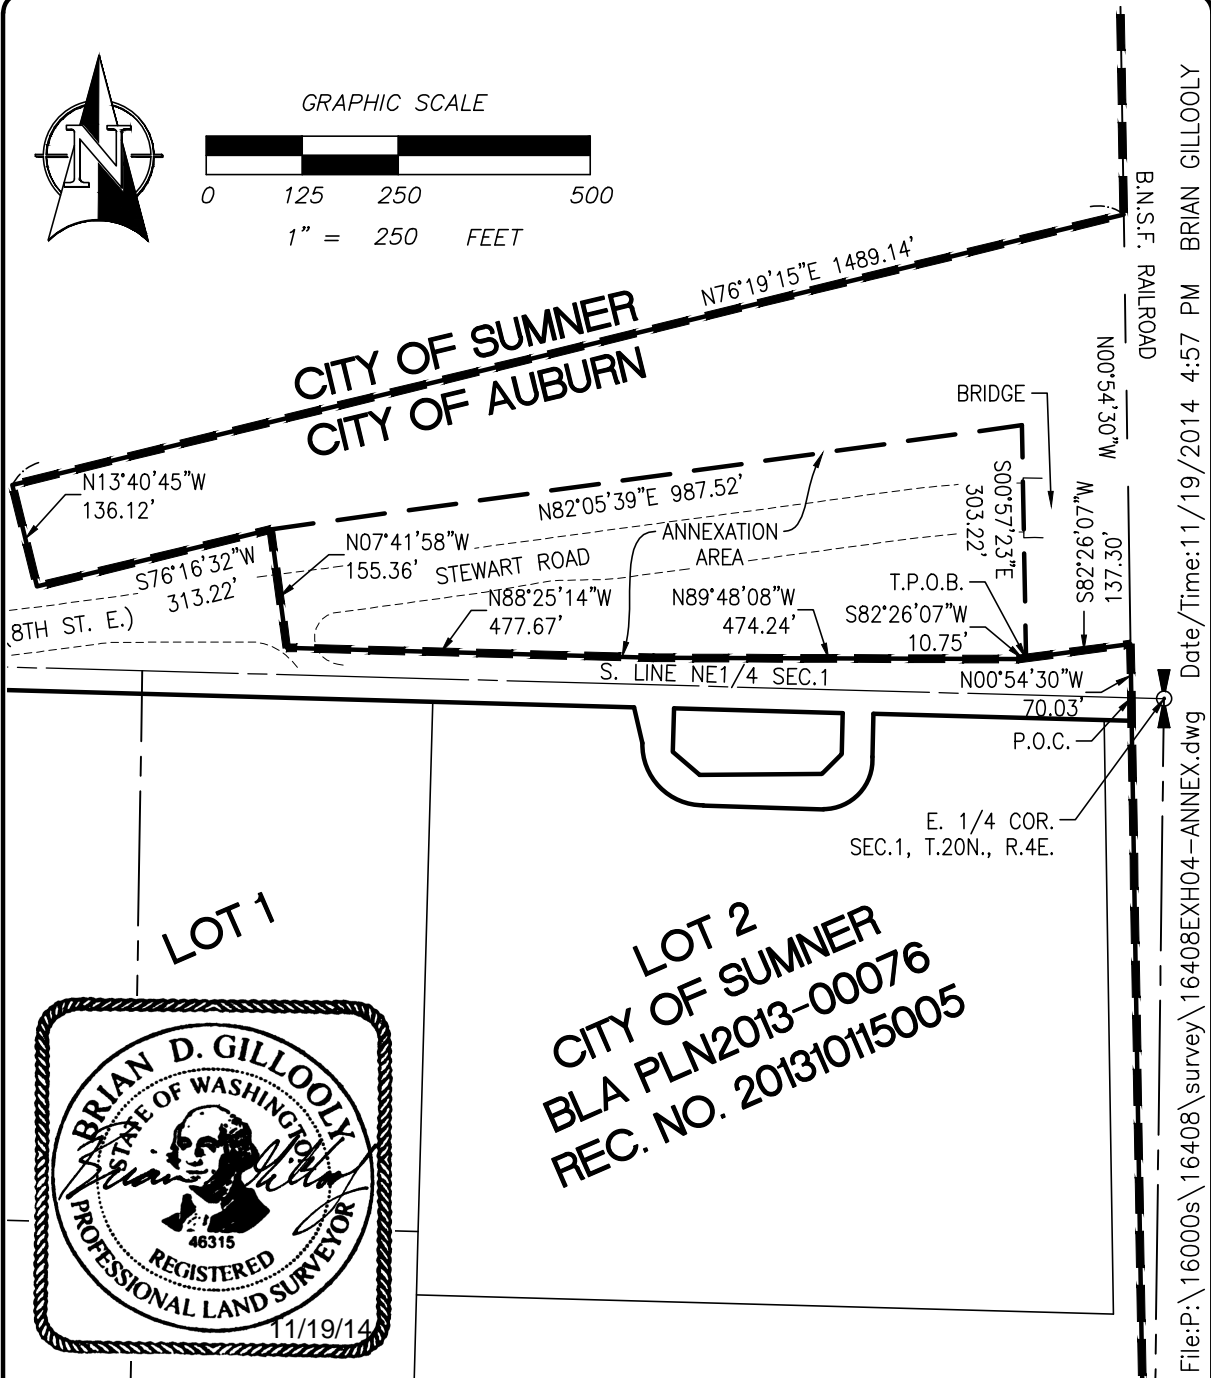 GRAPHIC SCALE
0 125 250 500
1" = 250 FEET
N
B.N.S.F. RAILROAD
N76°19'15"E 1489.14'
CITY OF SUMNER
CITY OF AUBURN
N00°54'30"W
BRIDGE
N13°40'45"W
136.12'
N82°05'39"E 987.52'
S00°57'23"E
303.22'
S82°26'07"W
137.30'
ANNEXATION
AREA
N07°41'58"W
155.36'
S76°16'32"W
313.22'
STEWART ROAD
T.P.O.B.
N88°25'14"W
477.67'
N89°48'08"W
474.24'
S82°26'07"W
10.75'
8TH ST. E.)
S. LINE NE1/4 SEC.1
N00°54'30"W
70.03'
P.O.C.
E. 1/4 COR.
SEC.1, T.20N., R.4E.
LOT 1
LOT 2
CITY OF SUMNER
BLA PLN2013-00076
REC. NO. 201310115005
BRIAN D. GILLOOLY
STATE OF WASHINGTON
Brian Gillooly
46315
REGISTERED
PROFESSIONAL LAND SURVEYOR
11/19/14
File:P:\16000s\16408\survey\16408EXH04-ANNEX.dwg Date/Time:11/19/2014 4:57 PM BRIAN GILLOOLY